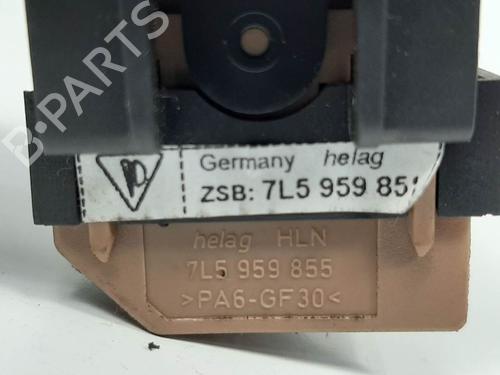 B-PARTS
Germany helag
ZSB: 7L5 959 85
helag HLN
7L5 959 855
>PA6-GF30<